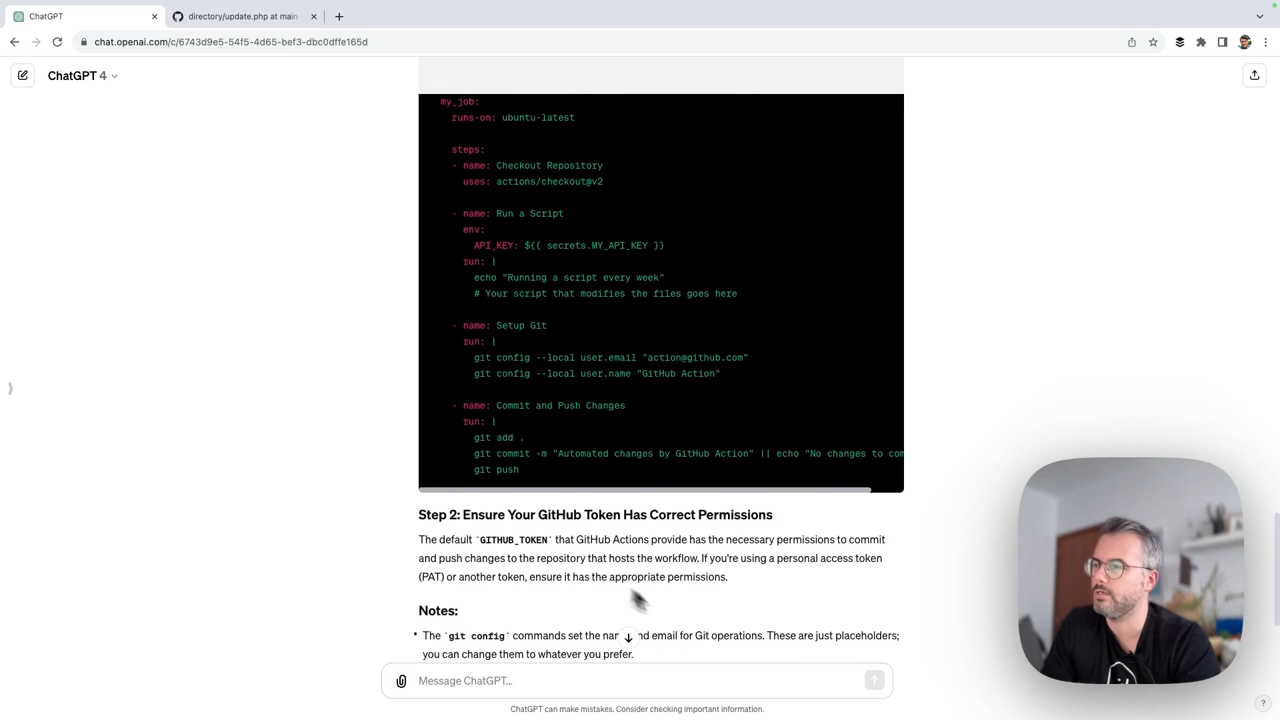 ChatGPT
directory/update.php at main
chat.openai.com/c/6743d9e5-54f5-4d65-bef3-dbc0dffe165d
ChatGPT 4
my_job:
runs-on: ubuntu-latest
steps:
- name: Checkout Repository
uses: actions/checkout@v2
- name: Run a Script
env:
API_KEY: ${{ secrets.MY_API_KEY }}
run: |
echo "Running a script every week"
# Your script that modifies the files goes here
- name: Setup Git
run: |
git config --local user.email "action@github.com"
git config --local user.name "GitHub Action"
- name: Commit and Push Changes
run: |
git add .
git commit -m "Automated changes by GitHub Action" || echo "No changes to com
git push
Step 2: Ensure Your GitHub Token Has Correct Permissions
The default `GITHUB_TOKEN` that GitHub Actions provide has the necessary permissions to commit
and push changes to the repository that hosts the workflow. If you're using a personal access token
(PAT) or another token, ensure it has the appropriate permissions.
Notes:
• The `git config` commands set the nd email for Git operations. These are just placeholders;
you can change them to whatever you prefer.
Message ChatGPT...
ChatGPT can make mistakes. Consider checking important information.
?